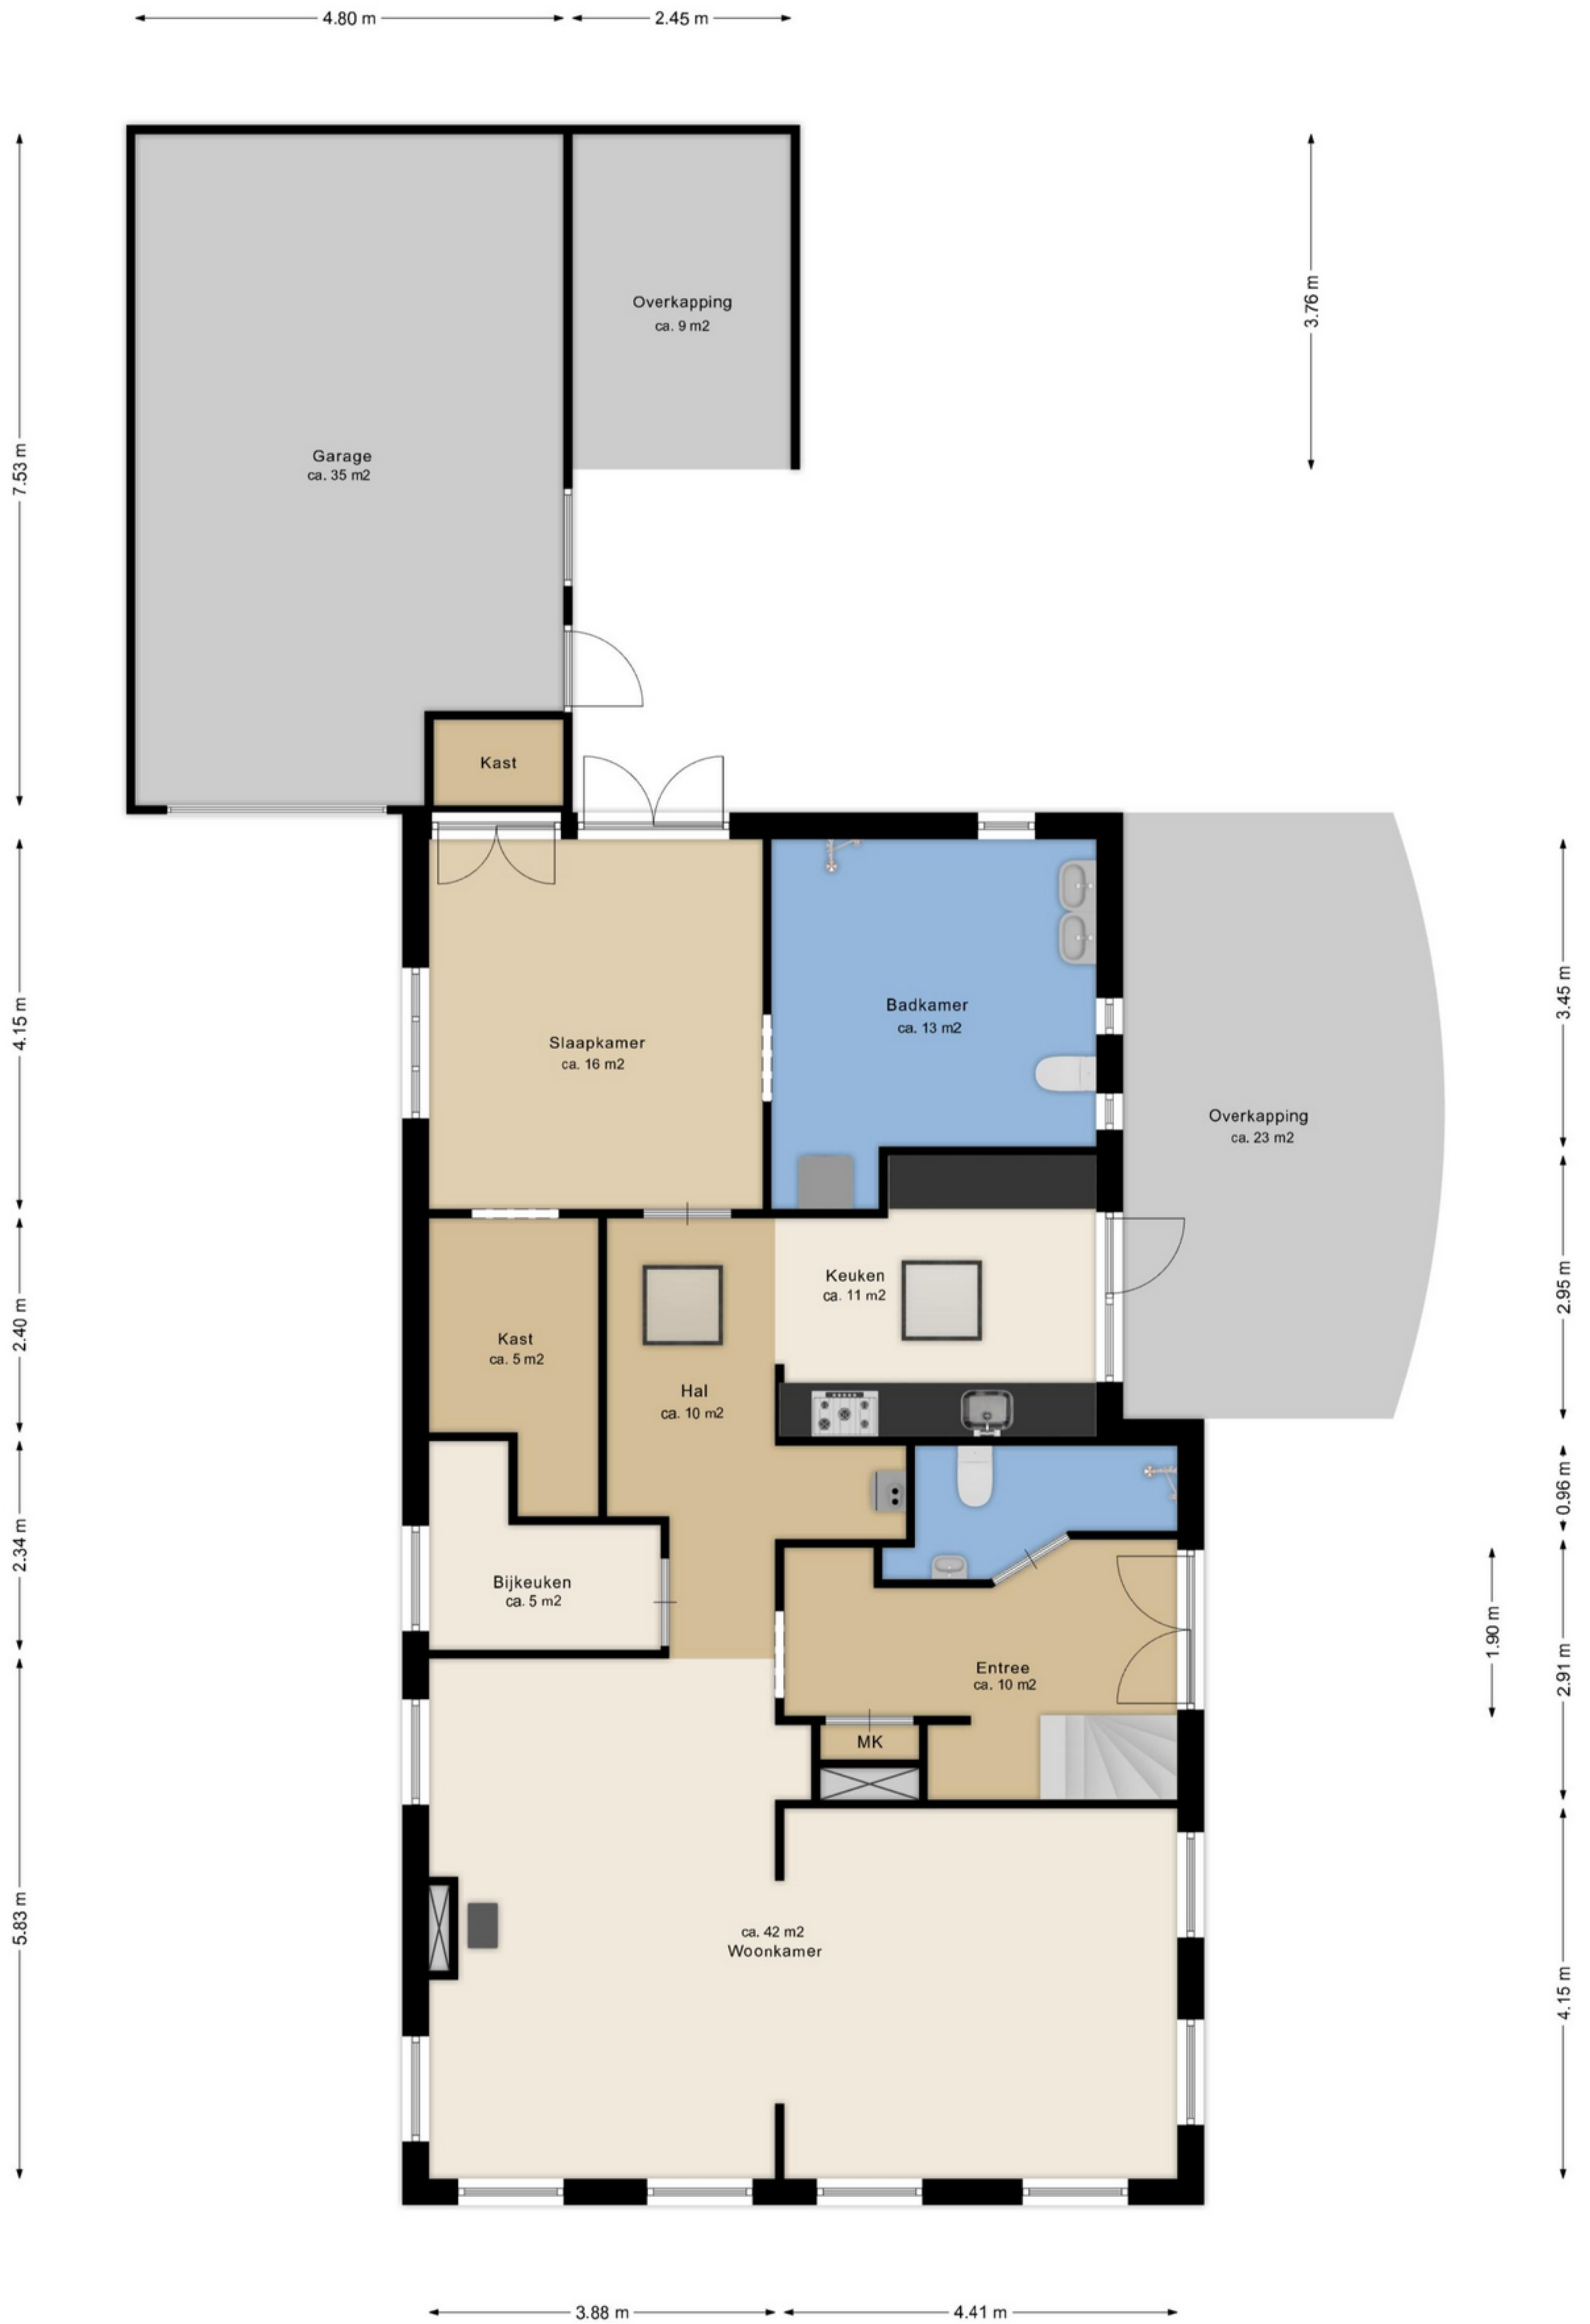 4.80 m
2.45 m
3.76 m
Overkapping
ca. 9 m2
7.53 m
Garage
ca. 35 m2
Kast
3.45 m
4.15 m
Badkamer
ca. 13 m2
Slaapkamer
ca. 16 m2
Overkapping
ca. 23 m2
2.95 m
2.40 m
Keuken
ca. 11 m2
Kast
ca. 5 m2
Hal
ca. 10 m2
0.96 m
2.34 m
Bijkeuken
ca. 5 m2
1.90 m
2.91 m
Entree
ca. 10 m2
MK
5.83 m
ca. 42 m2
Woonkamer
4.15 m
3.88 m
4.41 m